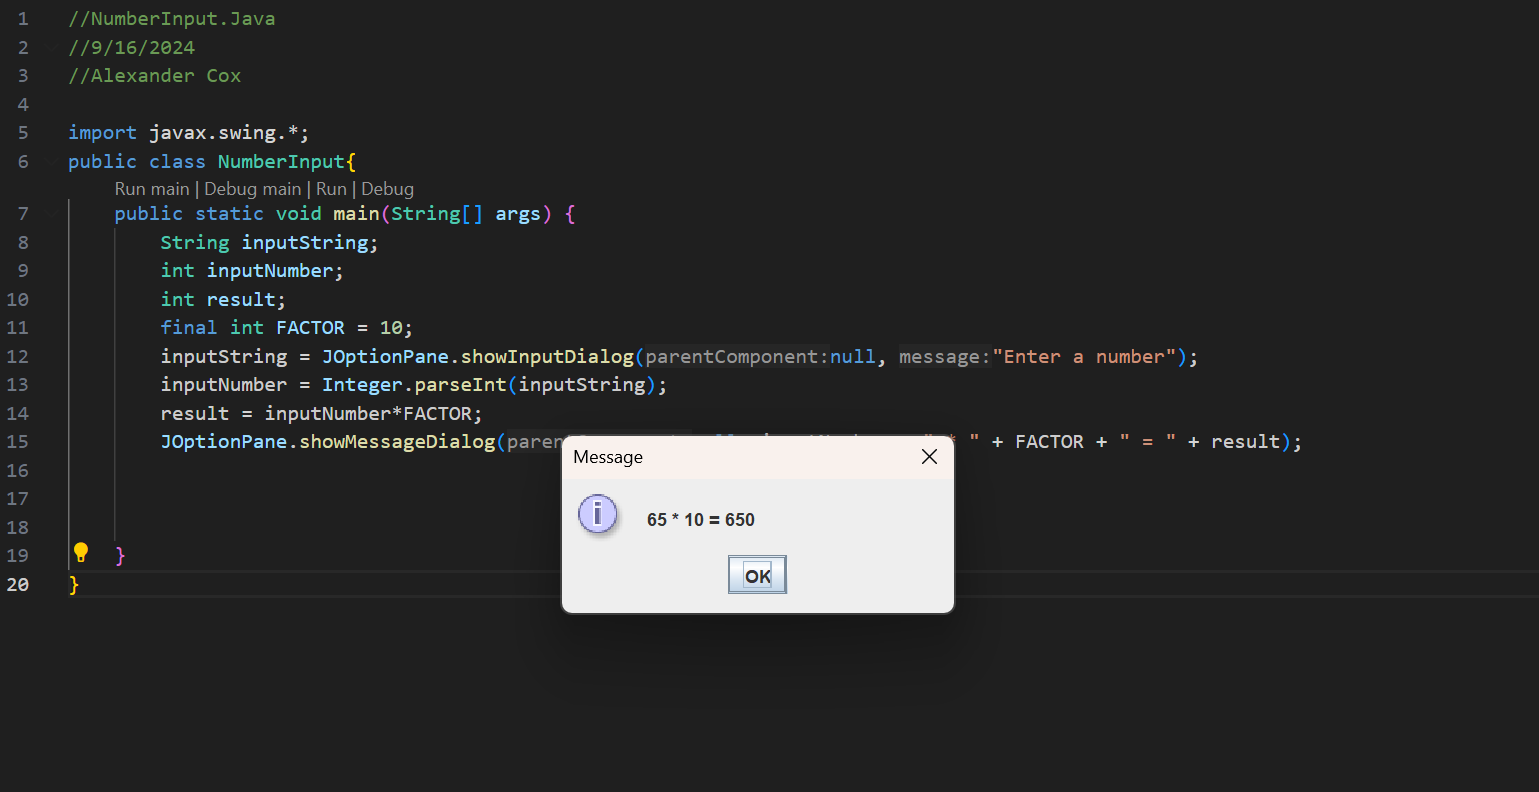 1 //NumberInput.Java
2 //9/16/2024
3 //Alexander Cox
4
5 import javax.swing.*;
6 public class NumberInput{
Run main | Debug main | Run | Debug
7 public static void main(String[] args) {
8 String inputString;
9 int inputNumber;
10 int result;
11 final int FACTOR = 10;
12 inputString = JOptionPane.showInputDialog(parentComponent:null, message:"Enter a number");
13 inputNumber = Integer.parseInt(inputString);
14 result = inputNumber*FACTOR;
15 JOptionPane.showMessageDialog( * " + FACTOR + " = " + result);
16
17
18
19 }
20 }
Message
65 * 10 = 650
OK